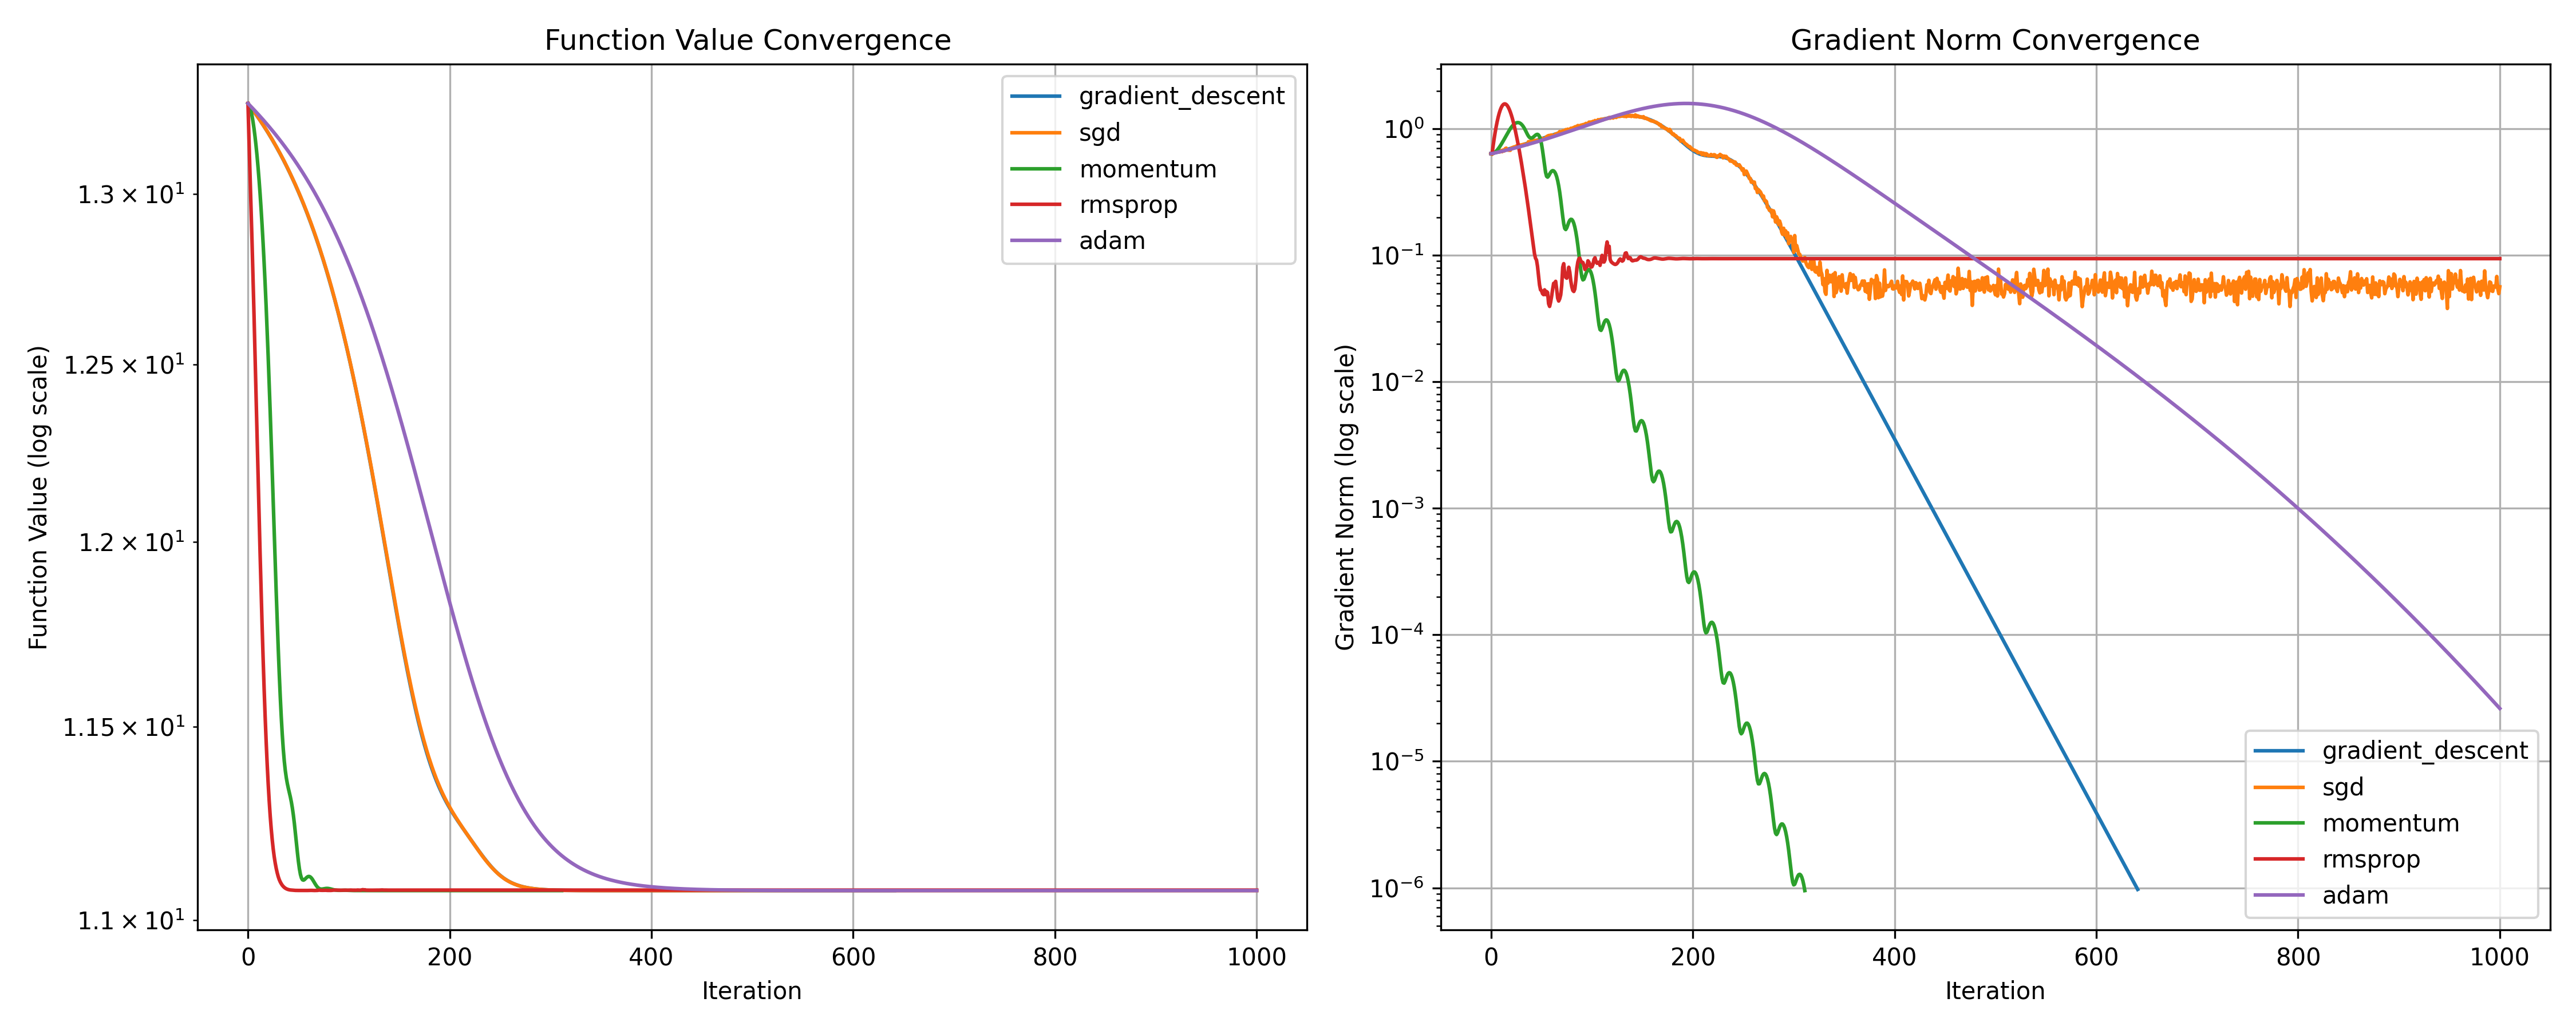 Function Value Convergence
Function Value (log scale)
1.3 × 10¹
1.25 × 10¹
1.2 × 10¹
1.15 × 10¹
1.1 × 10¹
gradient_descent
sgd
momentum
rmsprop
adam
0 200 400 600 800 1000
Iteration
Gradient Norm Convergence
Gradient Norm (log scale)
10⁰
10⁻¹
10⁻²
10⁻³
10⁻⁴
10⁻⁵
10⁻⁶
gradient_descent
sgd
momentum
rmsprop
adam
0 200 400 600 800 1000
Iteration